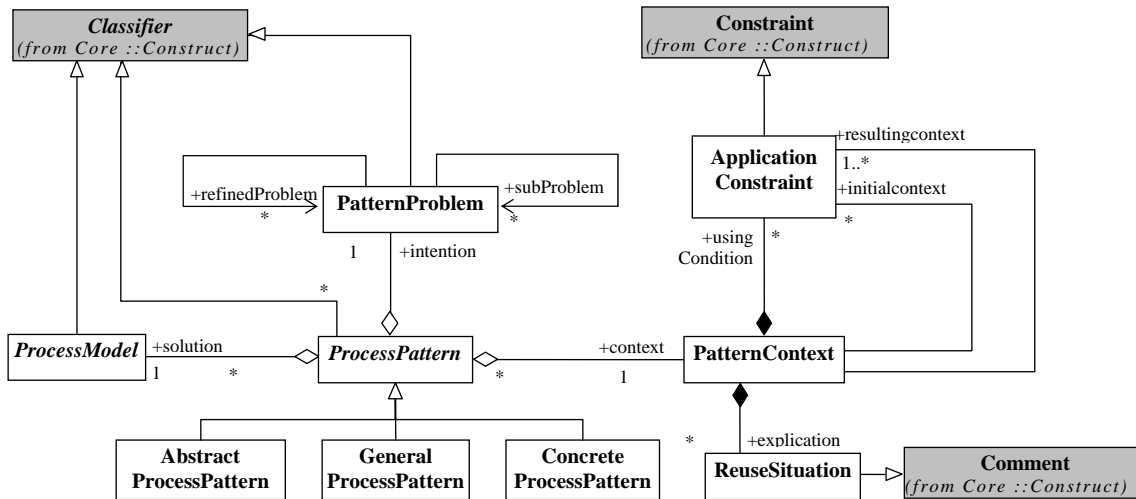 Classifier
(from Core ::Construct)
Constraint
(from Core ::Construct)
+resultingcontext
1..*
+initialcontext
*
Application
Constraint
+refinedProblem
*
PatternProblem
+subProblem
*
1
+intention
+using
Condition
*
*
ProcessModel
+solution
1
*
ProcessPattern
*
+context
1
PatternContext
Abstract
ProcessPattern
General
ProcessPattern
Concrete
ProcessPattern
*
+explication
ReuseSituation
Comment
(from Core ::Construct)